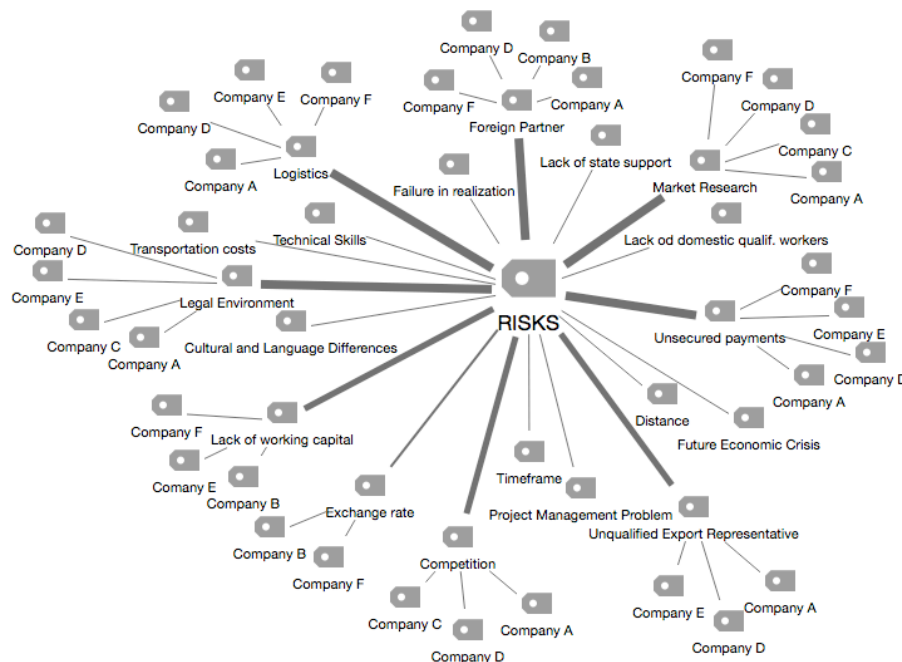 Company D
Company B
Company F
Company E
Company F
Company F
Company A
Company D
Company D
Foreign Partner
Company C
Lack of state support
Company A
Logistics
Failure in realization
Market Research
Company A
Company D
Transportation costs
Technical Skills
Lack od domestic qualif. workers
Company E
Legal Environment
Company F
RISKS
Company C
Cultural and Language Differences
Unsecured payments
Company E
Company A
Company D
Company A
Distance
Company F
Lack of working capital
Future Economic Crisis
Comany E
Company B
Timeframe
Exchange rate
Project Management Problem
Unqualified Export Representative
Company B
Competition
Company F
Company E
Company A
Company C
Company A
Company D
Company D